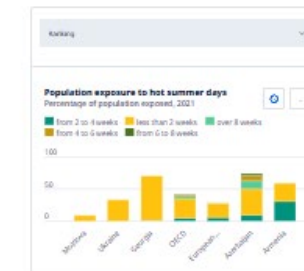 Ranking
Population exposure to hot summer days
Percentage of population exposed, 2021
from 2 to 4 weeks less than 2 weeks over 8 weeks
from 4 to 6 weeks from 6 to 8 weeks
100
50
0
Moldova Ukraine Georgia OECD European... Azerbaijan Armenia